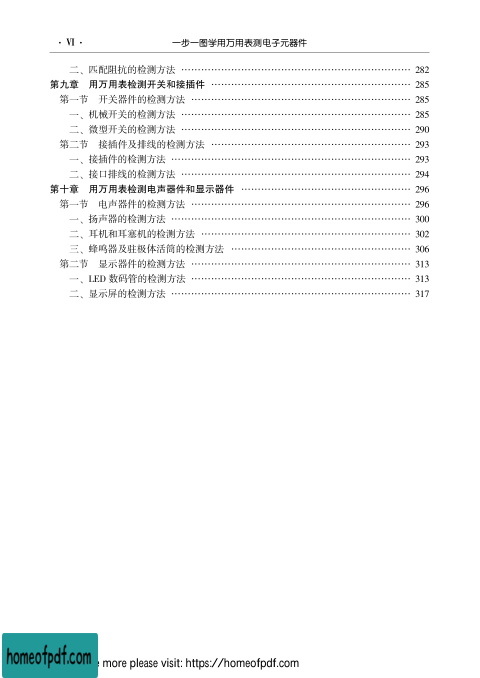 · VI ·
一步一图学用万用表测电子元器件
二、匹配阻抗的检测方法 …………………………………………………………… 282
第九章 用万用表检测开关和接插件 …………………………………………………… 285
第一节 开关器件的检测方法 ………………………………………………………… 285
一、机械开关的检测方法 …………………………………………………………… 285
二、微型开关的检测方法 …………………………………………………………… 290
第二节 接插件及排线的检测方法 …………………………………………………… 293
一、接插件的检测方法 ……………………………………………………………… 293
二、接口排线的检测方法 …………………………………………………………… 294
第十章 用万用表检测电声器件和显示器件 …………………………………………… 296
第一节 电声器件的检测方法 ………………………………………………………… 296
一、扬声器的检测方法 ……………………………………………………………… 300
二、耳机和耳塞机的检测方法 ……………………………………………………… 302
三、蜂鸣器及驻极体话筒的检测方法 ……………………………………………… 306
第二节 显示器件的检测方法 ………………………………………………………… 313
一、LED 数码管的检测方法 ………………………………………………………… 313
二、显示屏的检测方法 ……………………………………………………………… 317
homeofpdf.com
more please visit: https://homeofpdf.com